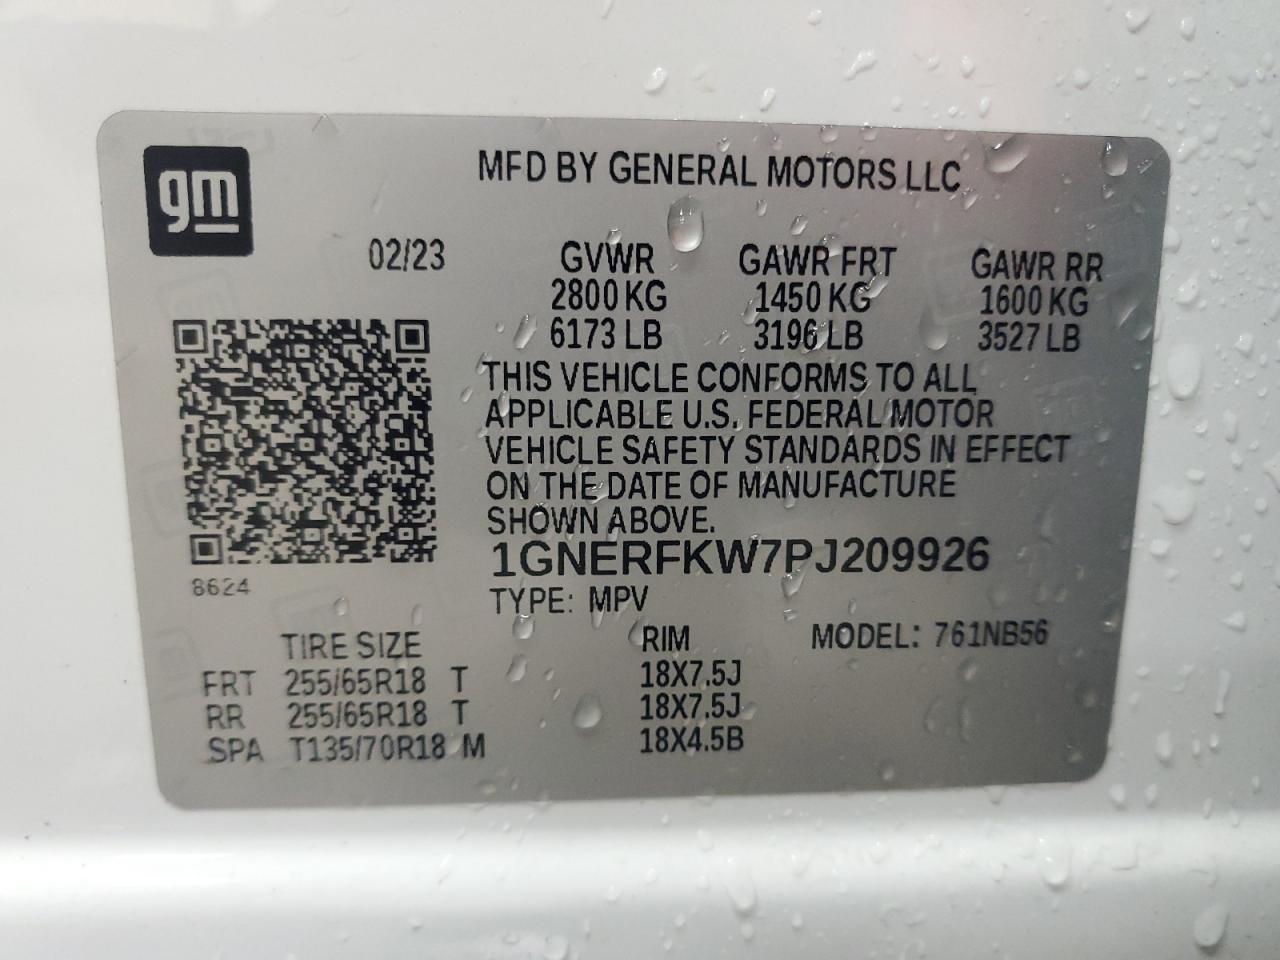 gm
MFD BY GENERAL MOTORS LLC
02/23
GVWR GAWR FRT GAWR RR
2800 KG 1450 KG 1600 KG
6173 LB 3196 LB 3527 LB
THIS VEHICLE CONFORMS TO ALL
APPLICABLE U.S. FEDERAL MOTOR
VEHICLE SAFETY STANDARDS IN EFFECT
ON THE DATE OF MANUFACTURE
SHOWN ABOVE.
1GNERFKW7PJ209926
8624
TYPE: MPV
TIRE SIZE RIM MODEL: 761NB56
FRT 255/65R18 T 18X7.5J
RR 255/65R18 T 18X7.5J
SPA T135/70R18 M 18X4.5B